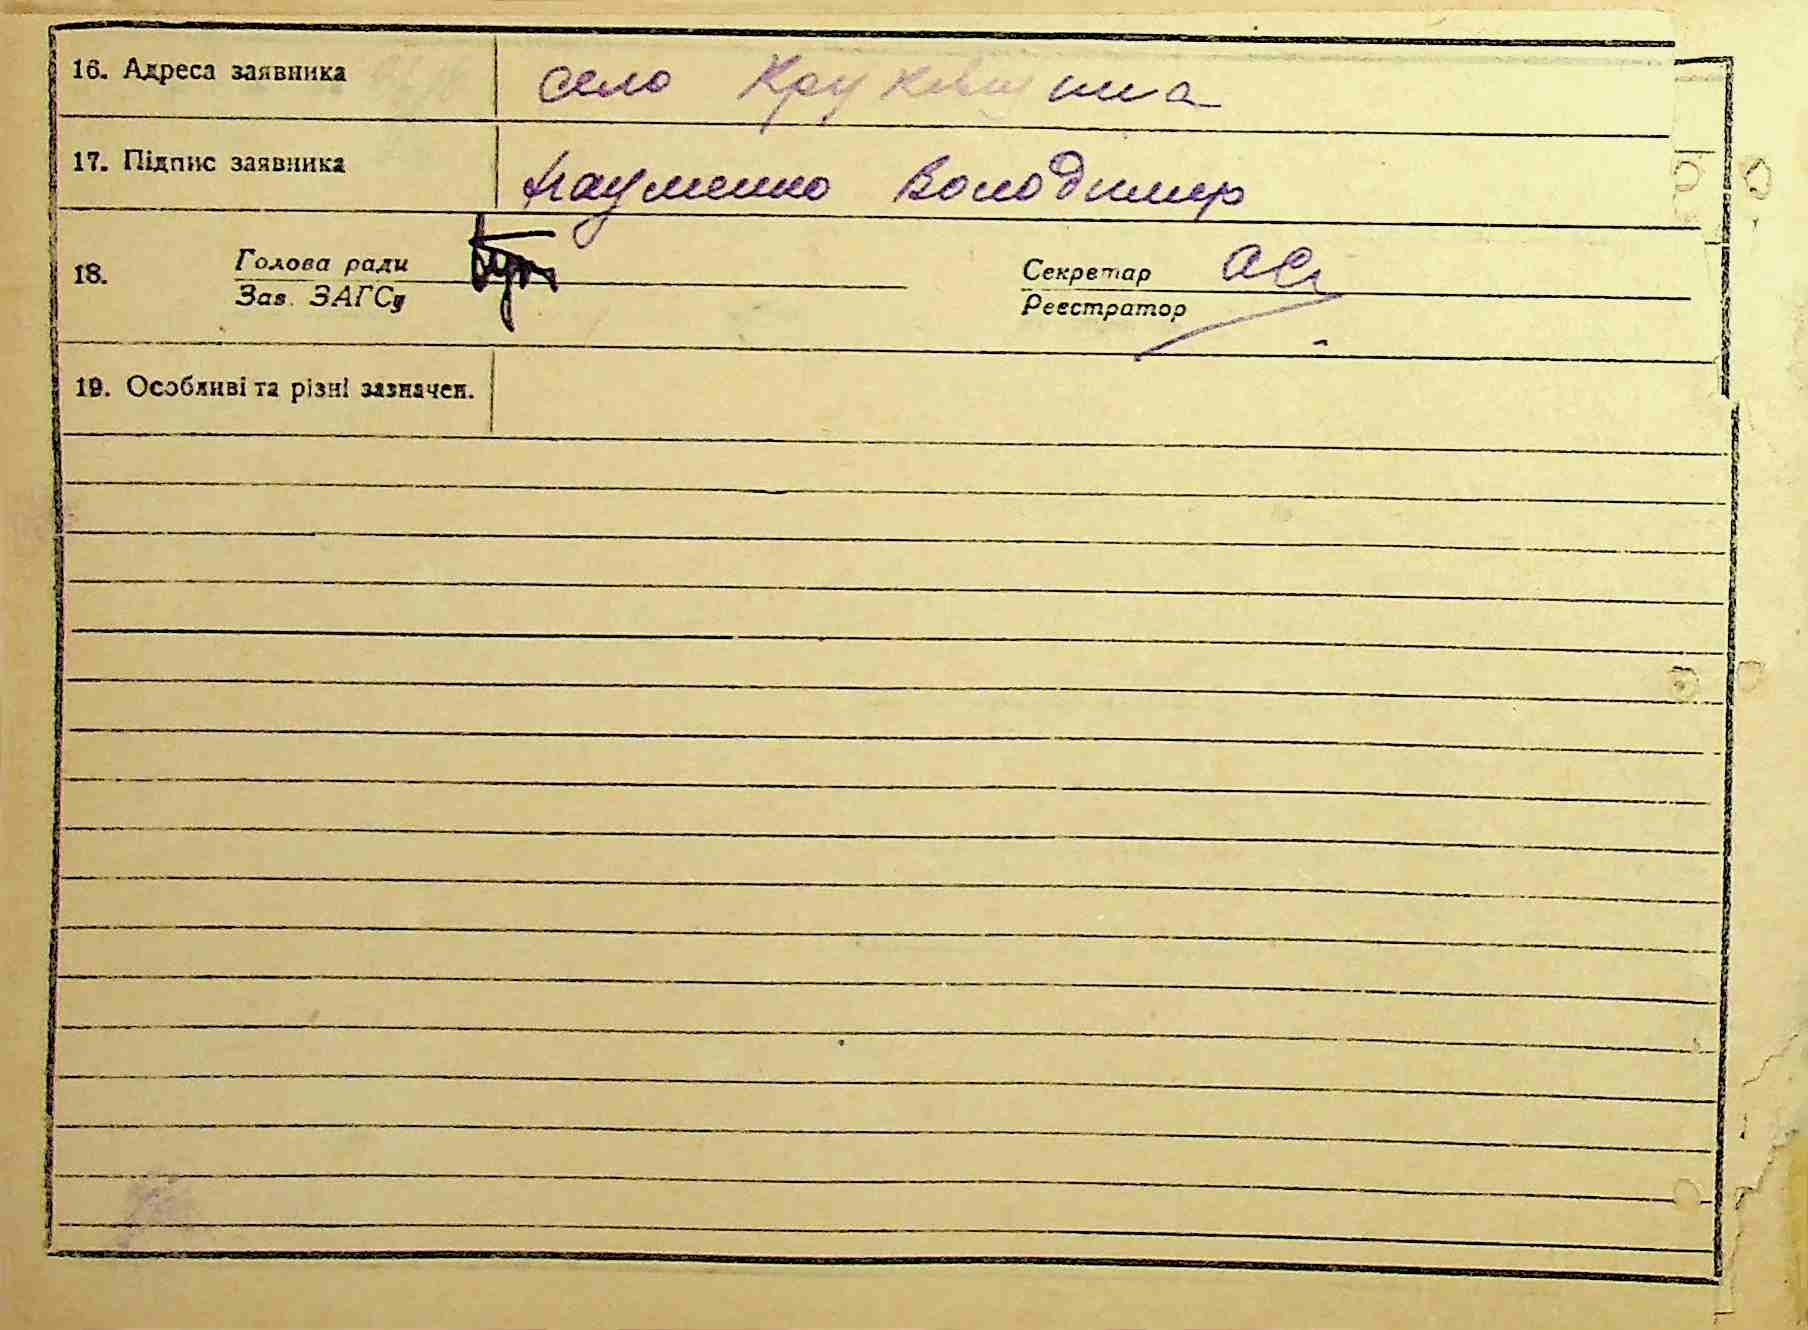 16. Адреса заявника село Круківщина
17. Підпис заявника Науменко Володимир
18. Голова ради Секретар
Зав. ЗАГСу Реєстратор
19. Особливі та різні зазначен.